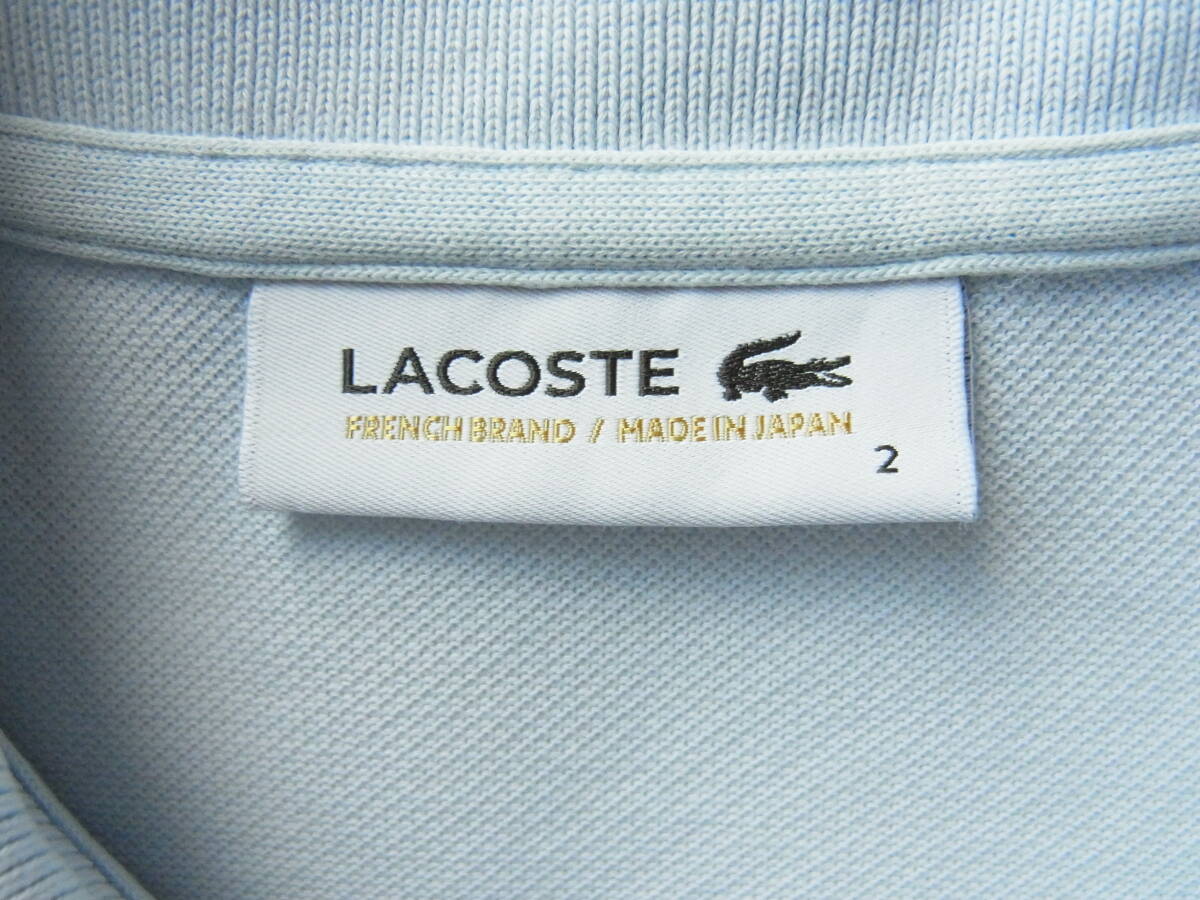 LACOSTE
FRENCH BRAND / MADE IN JAPAN
2